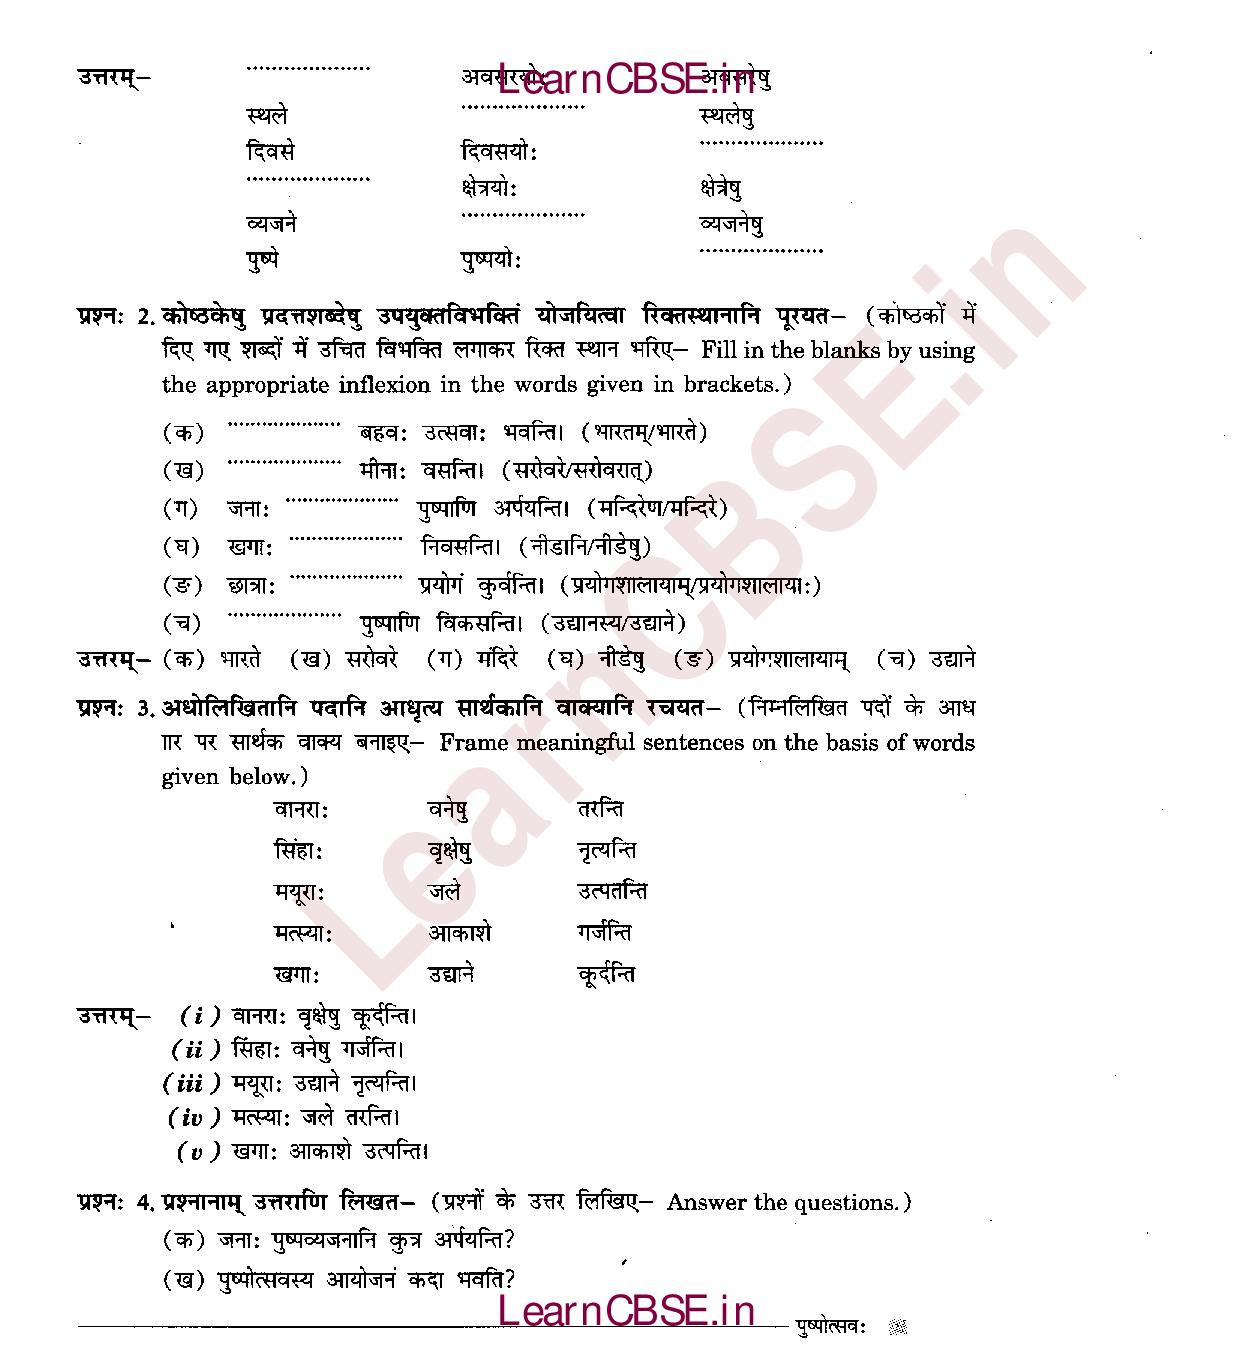 उत्तरम्– .................... अवसरयोः अवसरेषु
स्थले .................... स्थलेषु
दिवसे दिवसयोः ....................
.................... क्षेत्रयोः क्षेत्रेषु
व्यजने .................... व्यजनेषु
पुष्पे पुष्पयोः ....................
प्रश्नः 2. कोष्ठकेषु प्रदत्तशब्देषु उपयुक्तविभक्तिं योजयित्वा रिक्तस्थानानि पूरयत– (कोष्ठकों में
दिए गए शब्दों में उचित विभक्ति लगाकर रिक्त स्थान भरिए– Fill in the blanks by using
the appropriate inflexion in the words given in brackets.)
(क) .................... बहवः उत्सवाः भवन्ति। (भारतम्/भारते)
(ख) .................... मीनाः वसन्ति। (सरोवरे/सरोवरात्)
(ग) जनाः .................... पुष्पाणि अर्पयन्ति। (मन्दिरेण/मन्दिरे)
(घ) खगाः .................... निवसन्ति। (नीडानि/नीडेषु)
(ङ) छात्राः .................... प्रयोगं कुर्वन्ति। (प्रयोगशालायाम्/प्रयोगशालायाः)
(च) .................... पुष्पाणि विकसन्ति। (उद्यानस्य/उद्याने)
उत्तरम्– (क) भारते (ख) सरोवरे (ग) मंदिरे (घ) नीडेषु (ङ) प्रयोगशालायाम् (च) उद्याने
प्रश्नः 3. अधोलिखितानि पदानि आधृत्य सार्थकानि वाक्यानि रचयत– (निम्नलिखित पदों के आध
ार पर सार्थक वाक्य बनाइए– Frame meaningful sentences on the basis of words
given below.)
वानराः वनेषु तरन्ति
सिंहाः वृक्षेषु नृत्यन्ति
मयूराः जले उत्पतन्ति
मत्स्याः आकाशे गर्जन्ति
खगाः उद्याने कूर्दन्ति
उत्तरम्– (i) वानराः वृक्षेषु कूर्दन्ति।
(ii) सिंहाः वनेषु गर्जन्ति।
(iii) मयूराः उद्याने नृत्यन्ति।
(iv) मत्स्याः जले तरन्ति।
(v) खगाः आकाशे उत्पन्ति।
प्रश्नः 4. प्रश्नानाम् उत्तराणि लिखत– (प्रश्नों के उत्तर लिखिए– Answer the questions.)
(क) जनाः पुष्पव्यजनानि कुत्र अर्पयन्ति?
(ख) पुष्पोत्सवस्य आयोजनं कदा भवति?
पुष्पोत्सवः
LearnCBSE.in
LearnCBSE.in
LearnCBSE.in